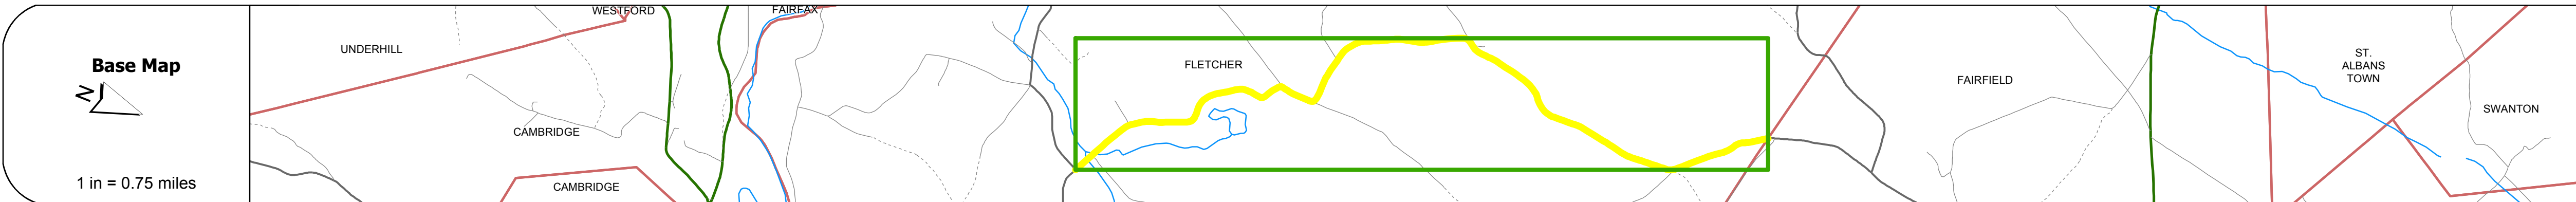 Base Map
N
1 in = 0.75 miles
UNDERHILL
WESTFORD
FAIRFAX
CAMBRIDGE
CAMBRIDGE
FLETCHER
FAIRFIELD
ST.
ALBANS
TOWN
SWANTON